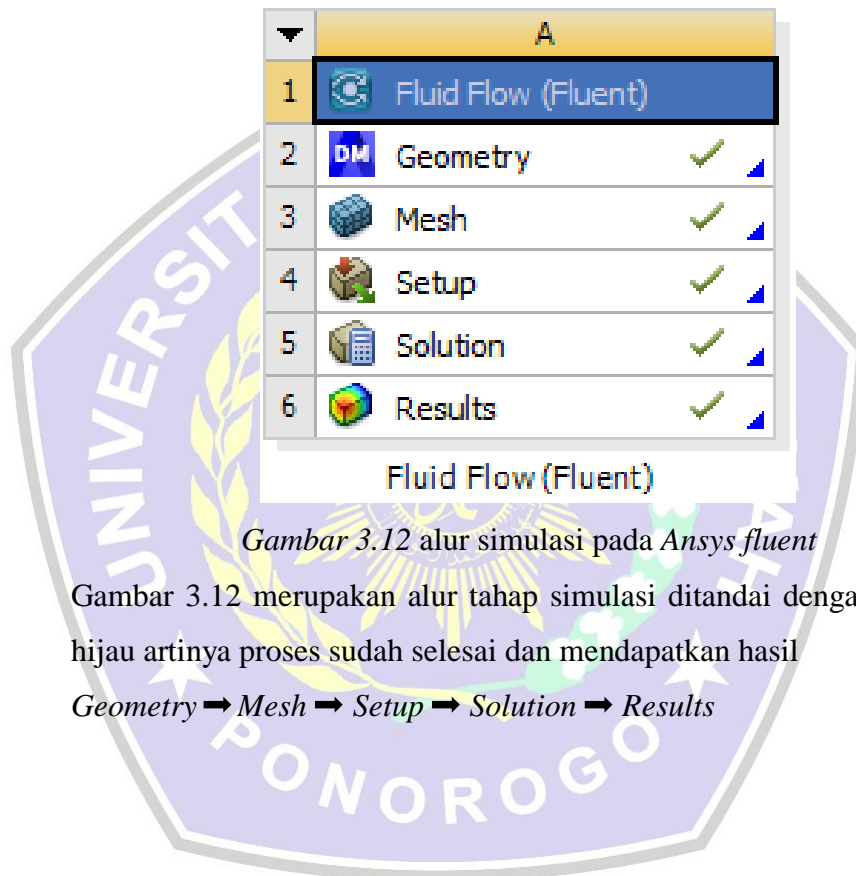 A
1 Fluid Flow (Fluent)
2 DM Geometry
3 Mesh
4 Setup
5 Solution
6 Results
Fluid Flow (Fluent)
Gambar 3.12 alur simulasi pada Ansys fluent
Gambar 3.12 merupakan alur tahap simulasi ditandai denga
hijau artinya proses sudah selesai dan mendapatkan hasil
Geometry ➡ Mesh ➡ Setup ➡ Solution ➡ Results
UNIVERSIT
PONOROGO